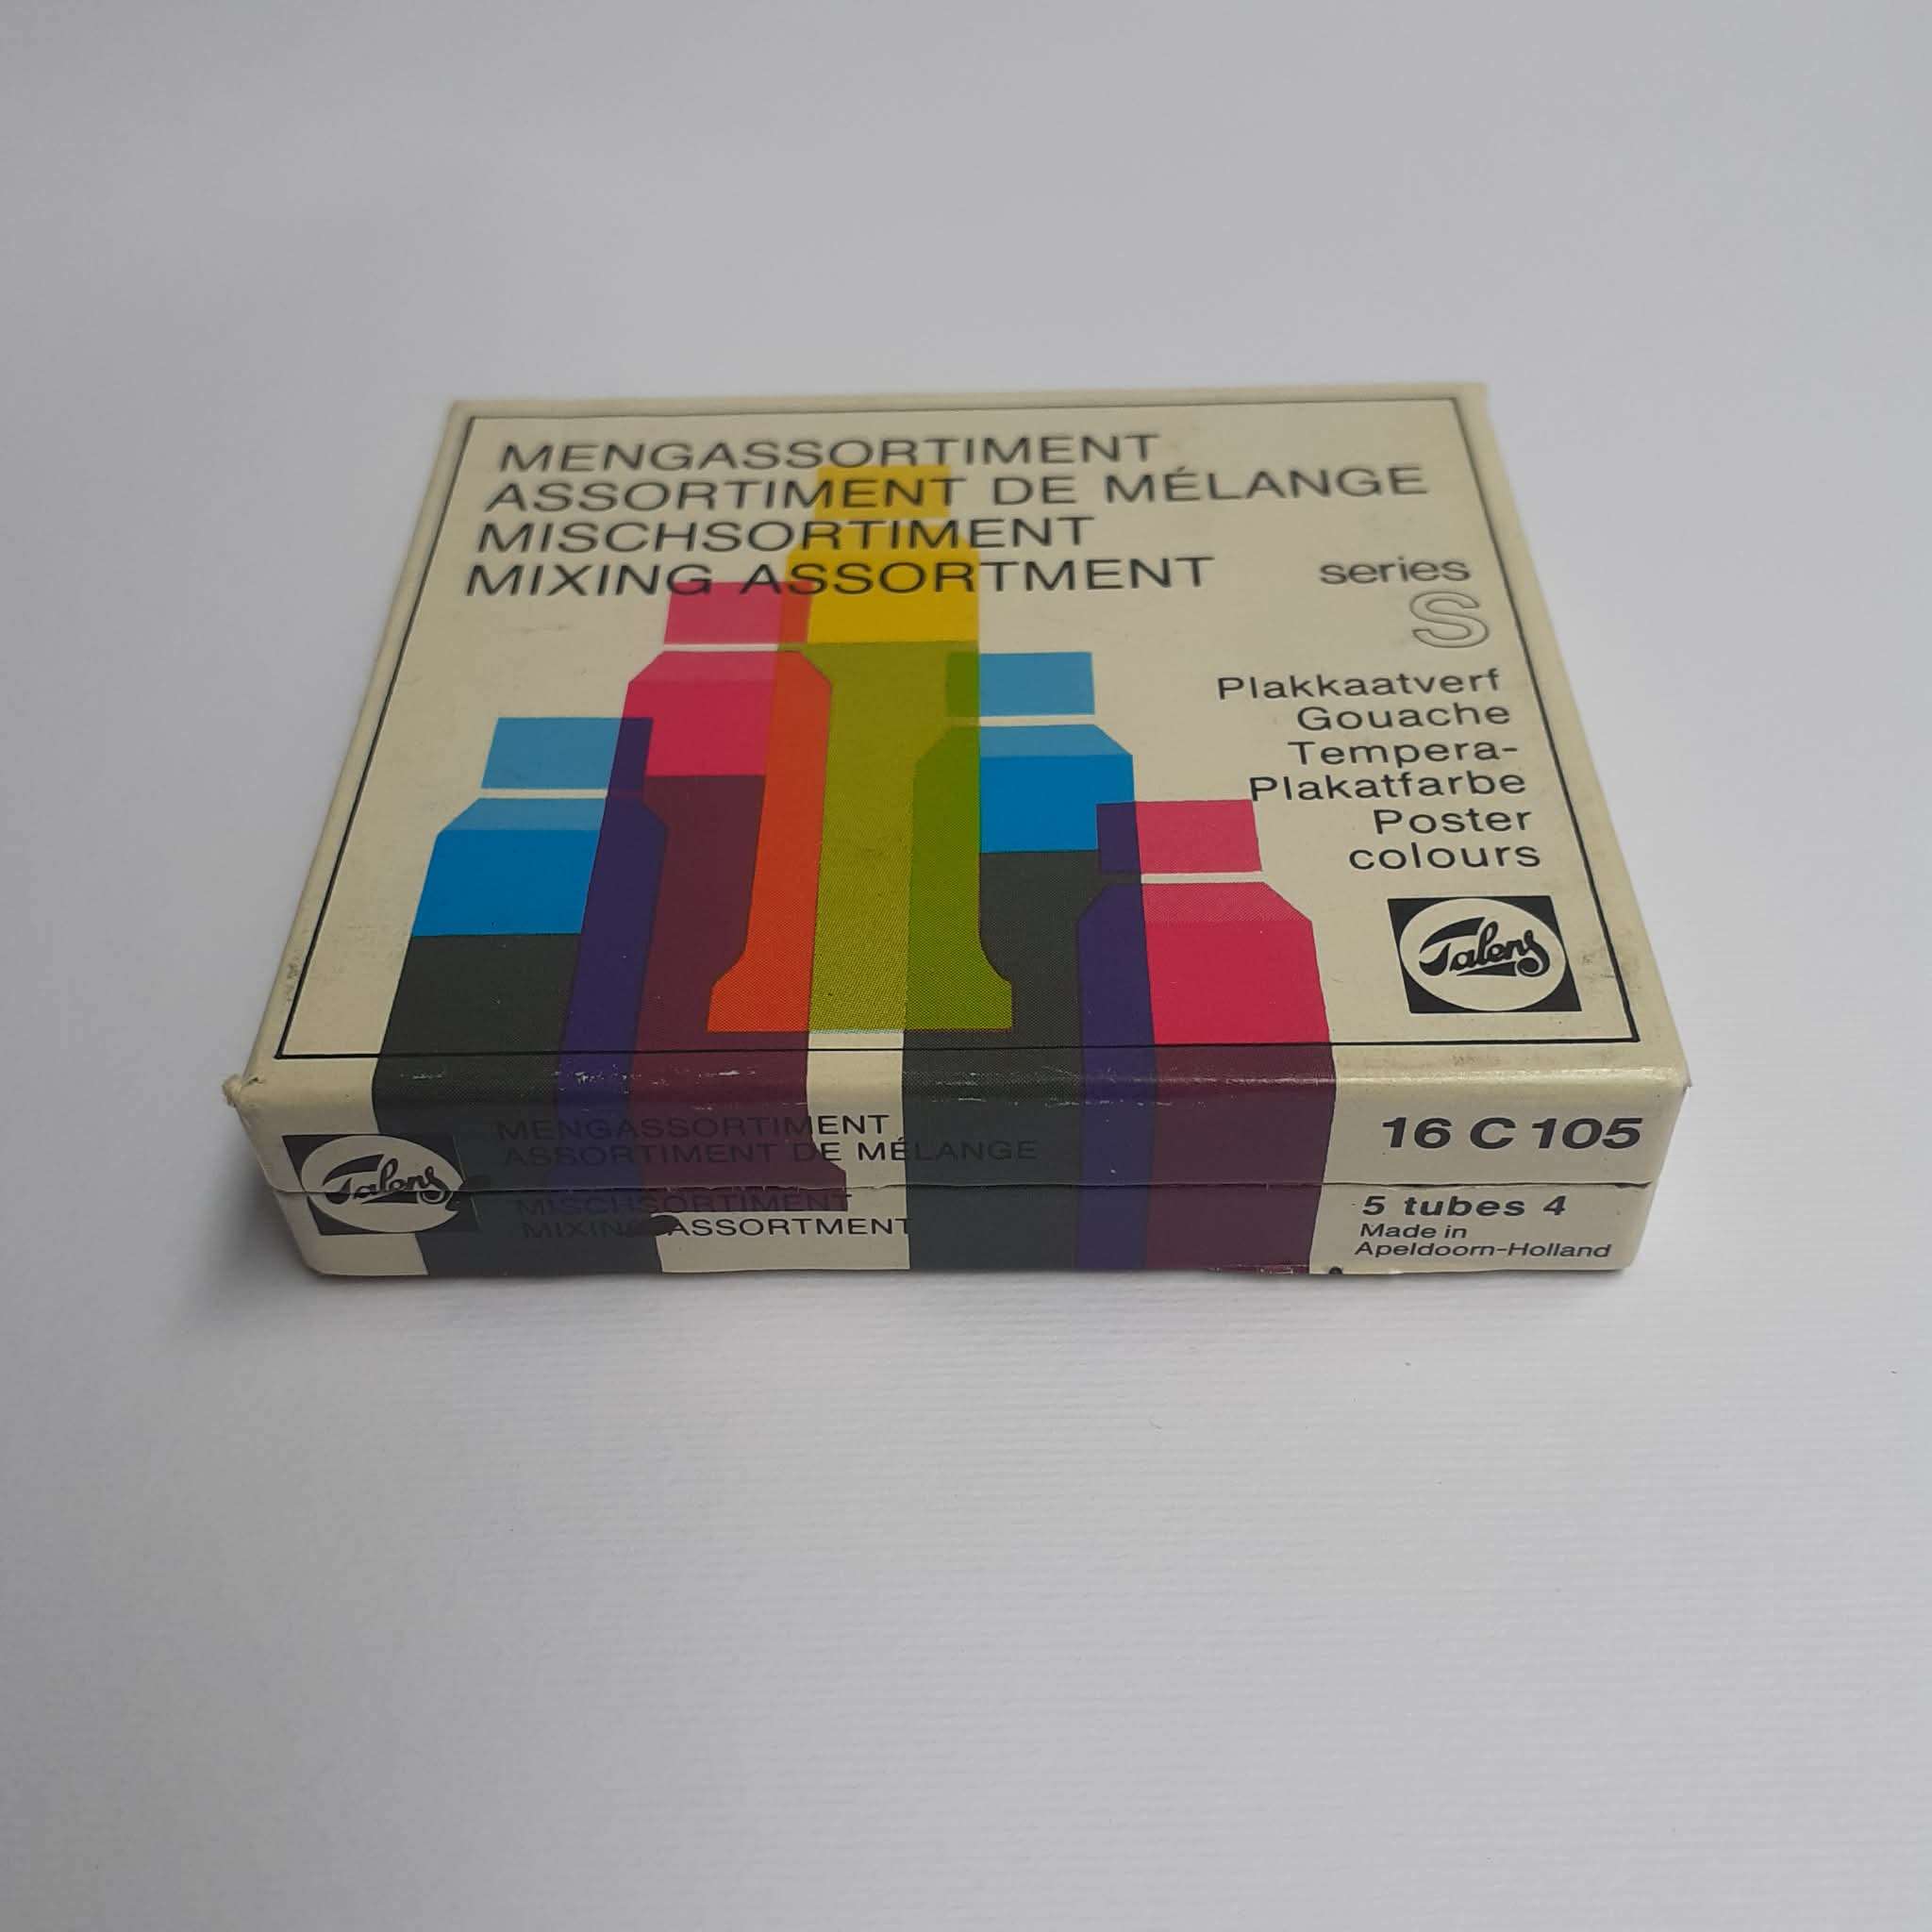 MENGASSORTIMENT
ASSORTIMENT DE MÉLANGE
MISCHSORTIMENT
MIXING ASSORTMENT
series
S
Plakkaatverf
Gouache
Tempera-
Plakatfarbe
Poster
colours
Talens
Talens
MENGASSORTIMENT
ASSORTIMENT DE MÉLANGE
MISCHSORTIMENT
MIXING ASSORTMENT
16 C 105
5 tubes 4
Made in
Apeldoorn-Holland